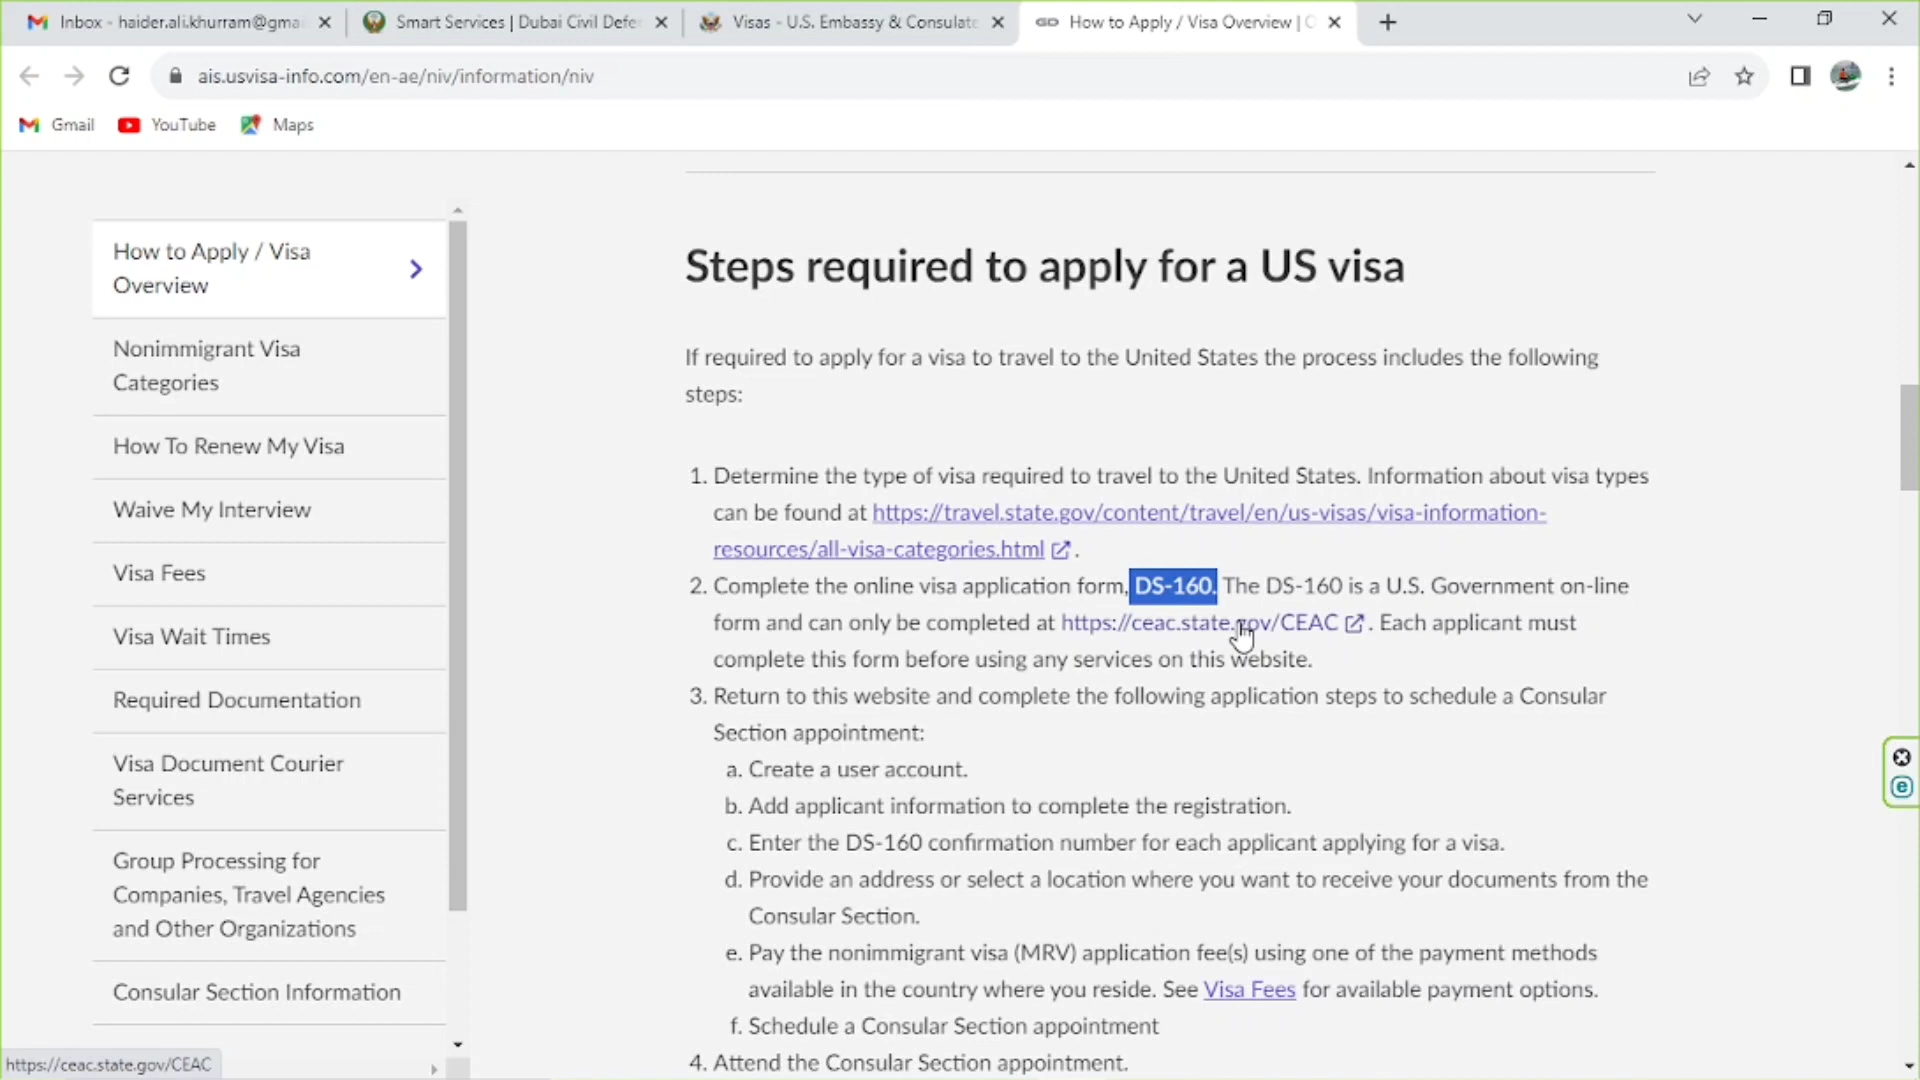 Inbox - haider.ali.khurram@gmai
Smart Services | Dubai Civil Defe
Visas - U.S. Embassy & Consulate
How to Apply / Visa Overview |
ais.usvisa-info.com/en-ae/niv/information/niv
Gmail
YouTube
Maps
How to Apply / Visa
Overview
Nonimmigrant Visa
Categories
How To Renew My Visa
Waive My Interview
Visa Fees
Visa Wait Times
Required Documentation
Visa Document Courier
Services
Group Processing for
Companies, Travel Agencies
and Other Organizations
Consular Section Information
Steps required to apply for a US visa
If required to apply for a visa to travel to the United States the process includes the following
steps:
1. Determine the type of visa required to travel to the United States. Information about visa types
can be found at https://travel.state.gov/content/travel/en/us-visas/visa-information-
resources/all-visa-categories.html .
2. Complete the online visa application form, DS-160. The DS-160 is a U.S. Government on-line
form and can only be completed at https://ceac.state.gov/CEAC . Each applicant must
complete this form before using any services on this website.
3. Return to this website and complete the following application steps to schedule a Consular
Section appointment:
a. Create a user account.
b. Add applicant information to complete the registration.
c. Enter the DS-160 confirmation number for each applicant applying for a visa.
d. Provide an address or select a location where you want to receive your documents from the
Consular Section.
e. Pay the nonimmigrant visa (MRV) application fee(s) using one of the payment methods
available in the country where you reside. See Visa Fees for available payment options.
f. Schedule a Consular Section appointment
4. Attend the Consular Section appointment.
https://ceac.state.gov/CEAC